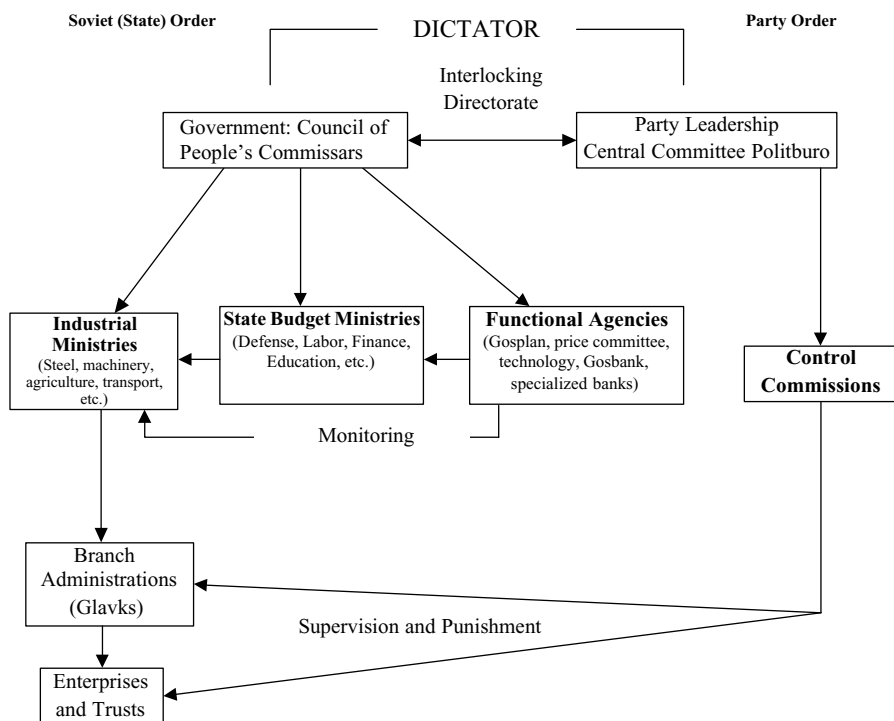 Soviet (State) Order
DICTATOR
Party Order
Interlocking
Directorate
Government: Council of
People's Commissars
Party Leadership
Central Committee Politburo
Industrial
Ministries
(Steel, machinery,
agriculture, transport,
etc.)
State Budget Ministries
(Defense, Labor, Finance,
Education, etc.)
Functional Agencies
(Gosplan, price committee,
technology, Gosbank,
specialized banks)
Control
Commissions
Monitoring
Branch
Administrations
(Glavks)
Supervision and Punishment
Enterprises
and Trusts